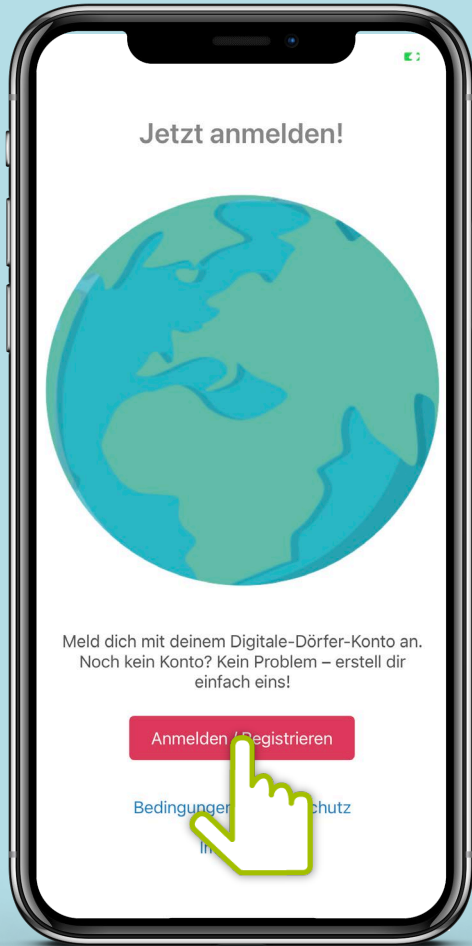 Jetzt anmelden!
Meld dich mit deinem Digitale-Dörfer-Konto an.
Noch kein Konto? Kein Problem – erstell dir
einfach eins!
Anmelden / Registrieren